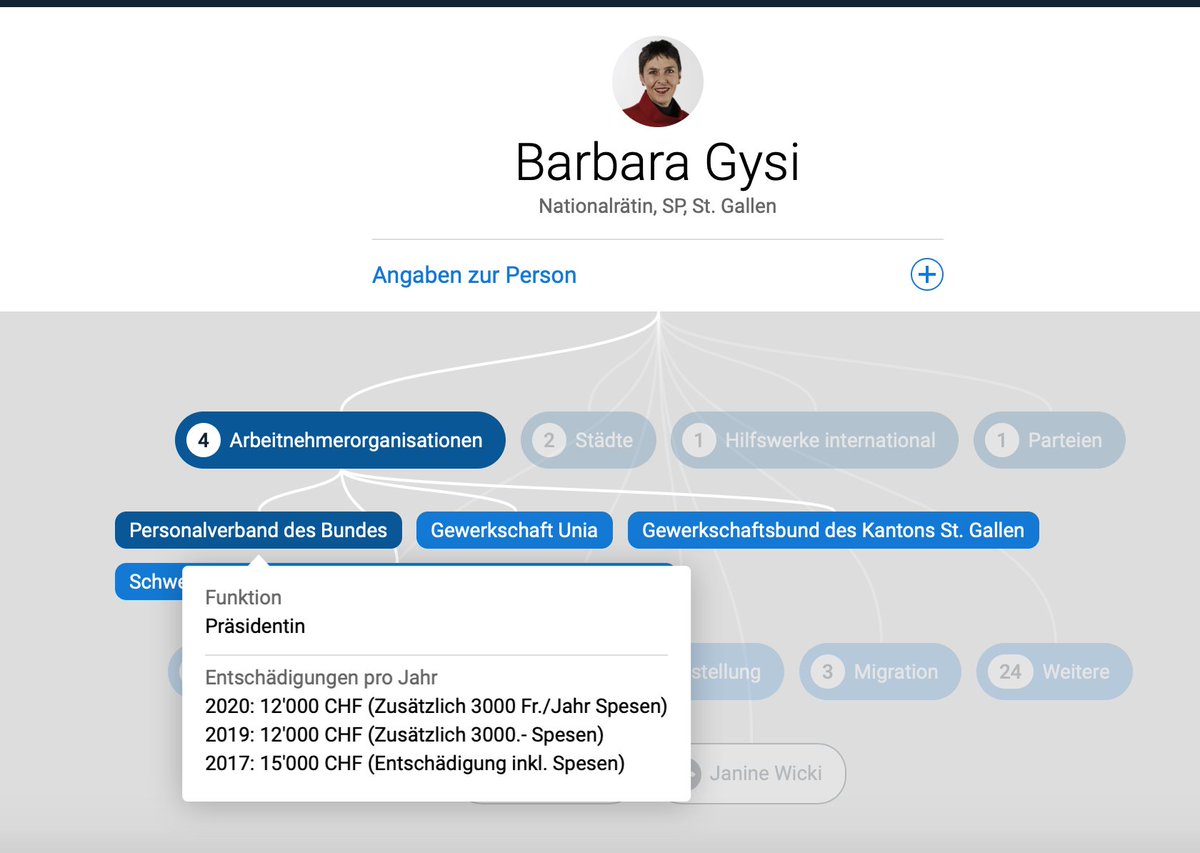 Barbara Gysi
Nationalrätin, SP, St. Gallen
Angaben zur Person
4 Arbeitnehmerorganisationen
2 Städte
1 Hilfswerke international
1 Parteien
Personalverband des Bundes
Gewerkschaft Unia
Gewerkschaftsbund des Kantons St. Gallen
Schwe
Funktion
Präsidentin
Entschädigungen pro Jahr
2020: 12'000 CHF (Zusätzlich 3000 Fr./Jahr Spesen)
2019: 12'000 CHF (Zusätzlich 3000.- Spesen)
2017: 15'000 CHF (Entschädigung inkl. Spesen)
stellung
3 Migration
24 Weitere
Janine Wicki